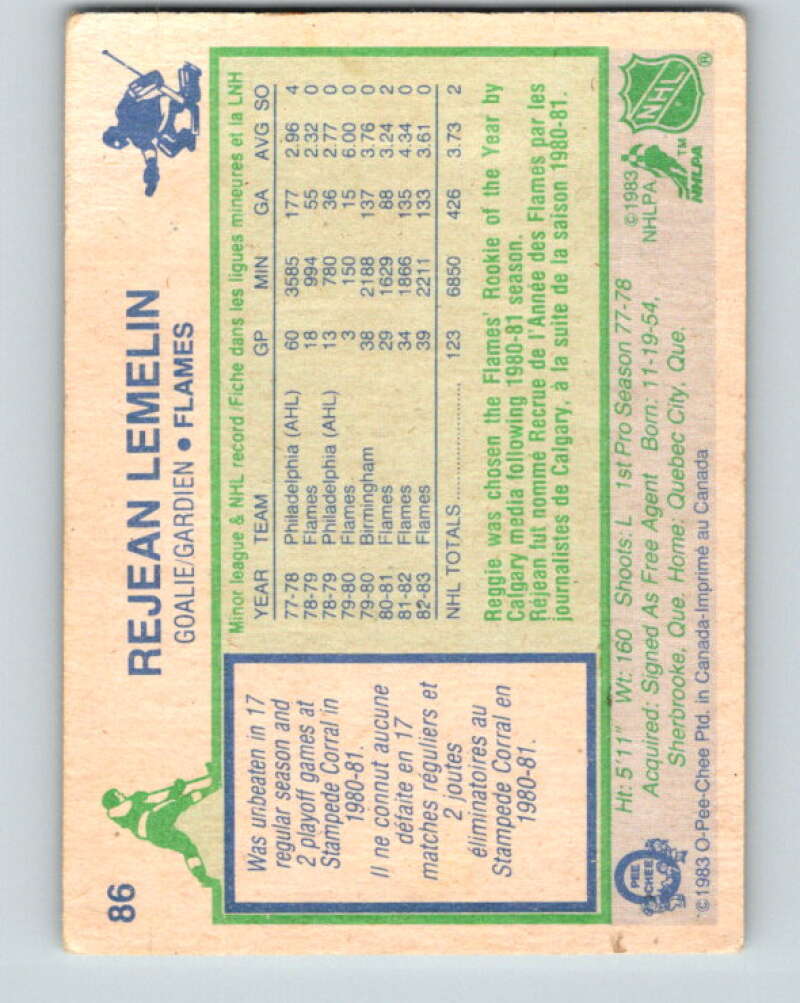 86
REJEAN LEMELIN
GOALIE/GARDIEN • FLAMES
Was unbeaten in 17
regular season and
2 playoff games at
Stampede Corral in
1980-81.
Il ne connut aucune
défaite en 17
matches réguliers et
2 joutes
éliminatoires au
Stampede Corral en
1980-81.
Minor league & NHL record/Fiche dans les ligues mineures et la LNH
YEAR TEAM GP MIN GA AVG SO
77-78 Philadelphia (AHL) 60 3585 177 2.96 4
78-79 Flames 18 994 55 2.32 0
78-79 Philadelphia (AHL) 13 780 36 2.77 0
79-80 Flames 3 150 15 6.00 0
79-80 Birmingham 38 2188 137 3.76 0
80-81 Flames 29 1629 88 3.24 2
81-82 Flames 34 1866 135 4.34 0
82-83 Flames 39 2211 133 3.61 0
NHL TOTALS 123 6850 426 3.73 2
Reggie was chosen the Flames' Rookie of the Year by
Calgary media following 1980-81 season.
Réjean fut nommé Recrue de l'Année des Flames par les
journalistes de Calgary, à la suite de la saison 1980-81.
Ht: 5'11" Wt: 160 Shoots: L 1st Pro Season 77-78
Acquired: Signed As Free Agent Born: 11-19-54,
Sherbrooke, Que. Home: Quebec City, Que.
©1983 O-Pee-Chee Ptd. in Canada-Imprimé au Canada
O PEE CHEE
©1983
NHLPA
NHL ®
NHLPA ™